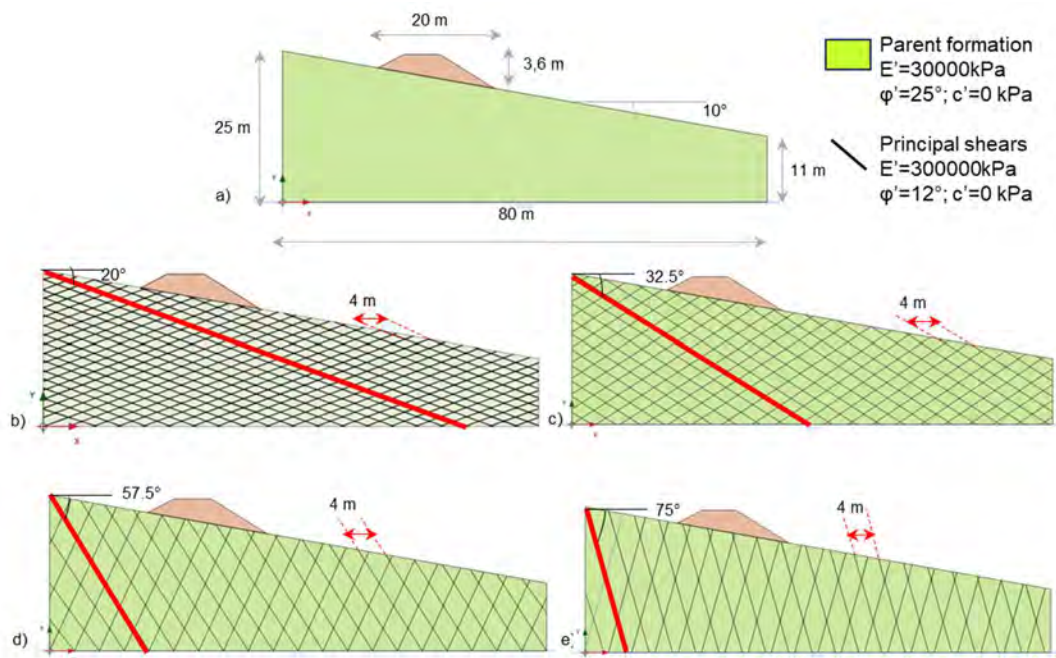 20 m
3,6 m
10°
25 m
11 m
a)
Y
x
80 m
Parent formation
E'=30000kPa
φ'=25°; c'=0 kPa
Principal shears
E'=300000kPa
φ'=12°; c'=0 kPa
20°
4 m
Y
b)
x
32.5°
4 m
Y
c)
x
57.5°
4 m
Y
d)
x
75°
4 m
Y
e)
x